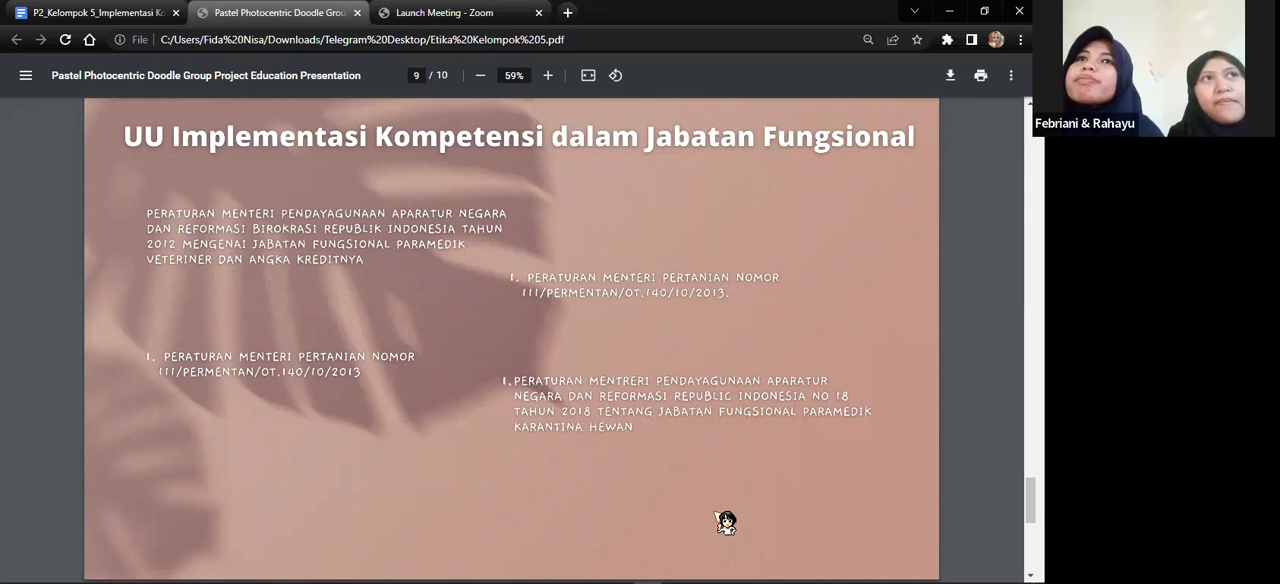 P2_Kelompok 5_Implementasi Ko
Pastel Photocentric Doodle Grou
Launch Meeting - Zoom
File
C:/Users/Fida%20Nisa/Downloads/Telegram%20Desktop/Etika%20Kelompok%205.pdf
Pastel Photocentric Doodle Group Project Education Presentation
9 / 10
59%
Febriani & Rahayu
UU Implementasi Kompetensi dalam Jabatan Fungsional
PERATURAN MENTERI PENDAYAGUNAAN APARATUR NEGARA
DAN REFORMASI BIROKRASI REPUBLIK INDONESIA TAHUN
2012 MENGENAI JABATAN FUNGSIONAL PARAMEDIK
VETERINER DAN ANGKA KREDITNYA
1. PERATURAN MENTERI PERTANIAN NOMOR
111/PERMENTAN/OT.140/10/2013.
1. PERATURAN MENTERI PERTANIAN NOMOR
111/PERMENTAN/OT.140/10/2013
1. PERATURAN MENTRERI PENDAYAGUNAAN APARATUR
NEGARA DAN REFORMASI REPUBLIC INDONESIA NO 18
TAHUN 2018 TENTANG JABATAN FUNGSIONAL PARAMEDIK
KARANTINA HEWAN